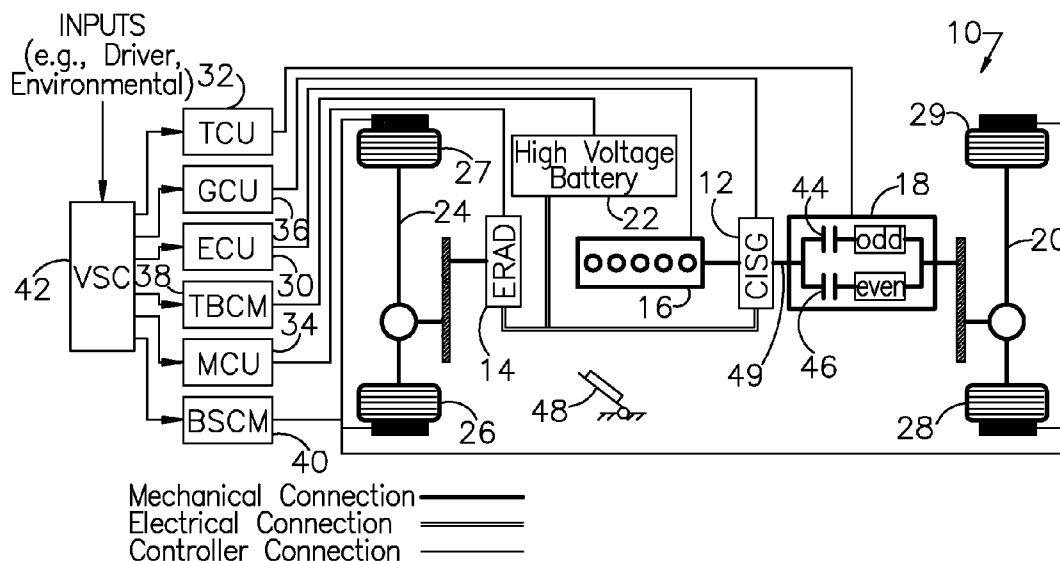 INPUTS
(e.g., Driver,
Environmental)
10
32
TCU
29
27
High Voltage
Battery
GCU
12
18
44
36
24
22
odd
20
42
VSC
ECU
ERAD
CISG
38
30
even
16
TBCM
34
14
49
46
MCU
48
26
28
BSCM
40
Mechanical Connection
Electrical Connection
Controller Connection